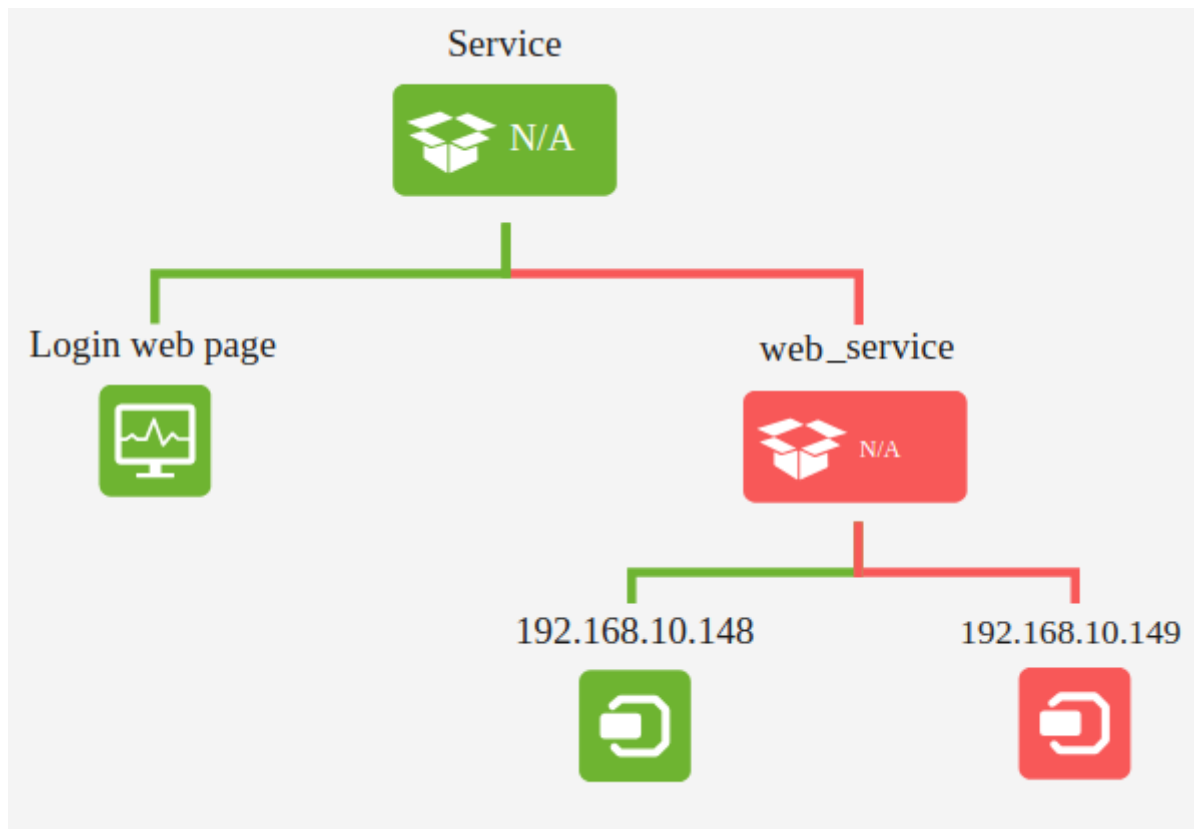 Service
N/A
Login web page
web_service
N/A
192.168.10.148
192.168.10.149